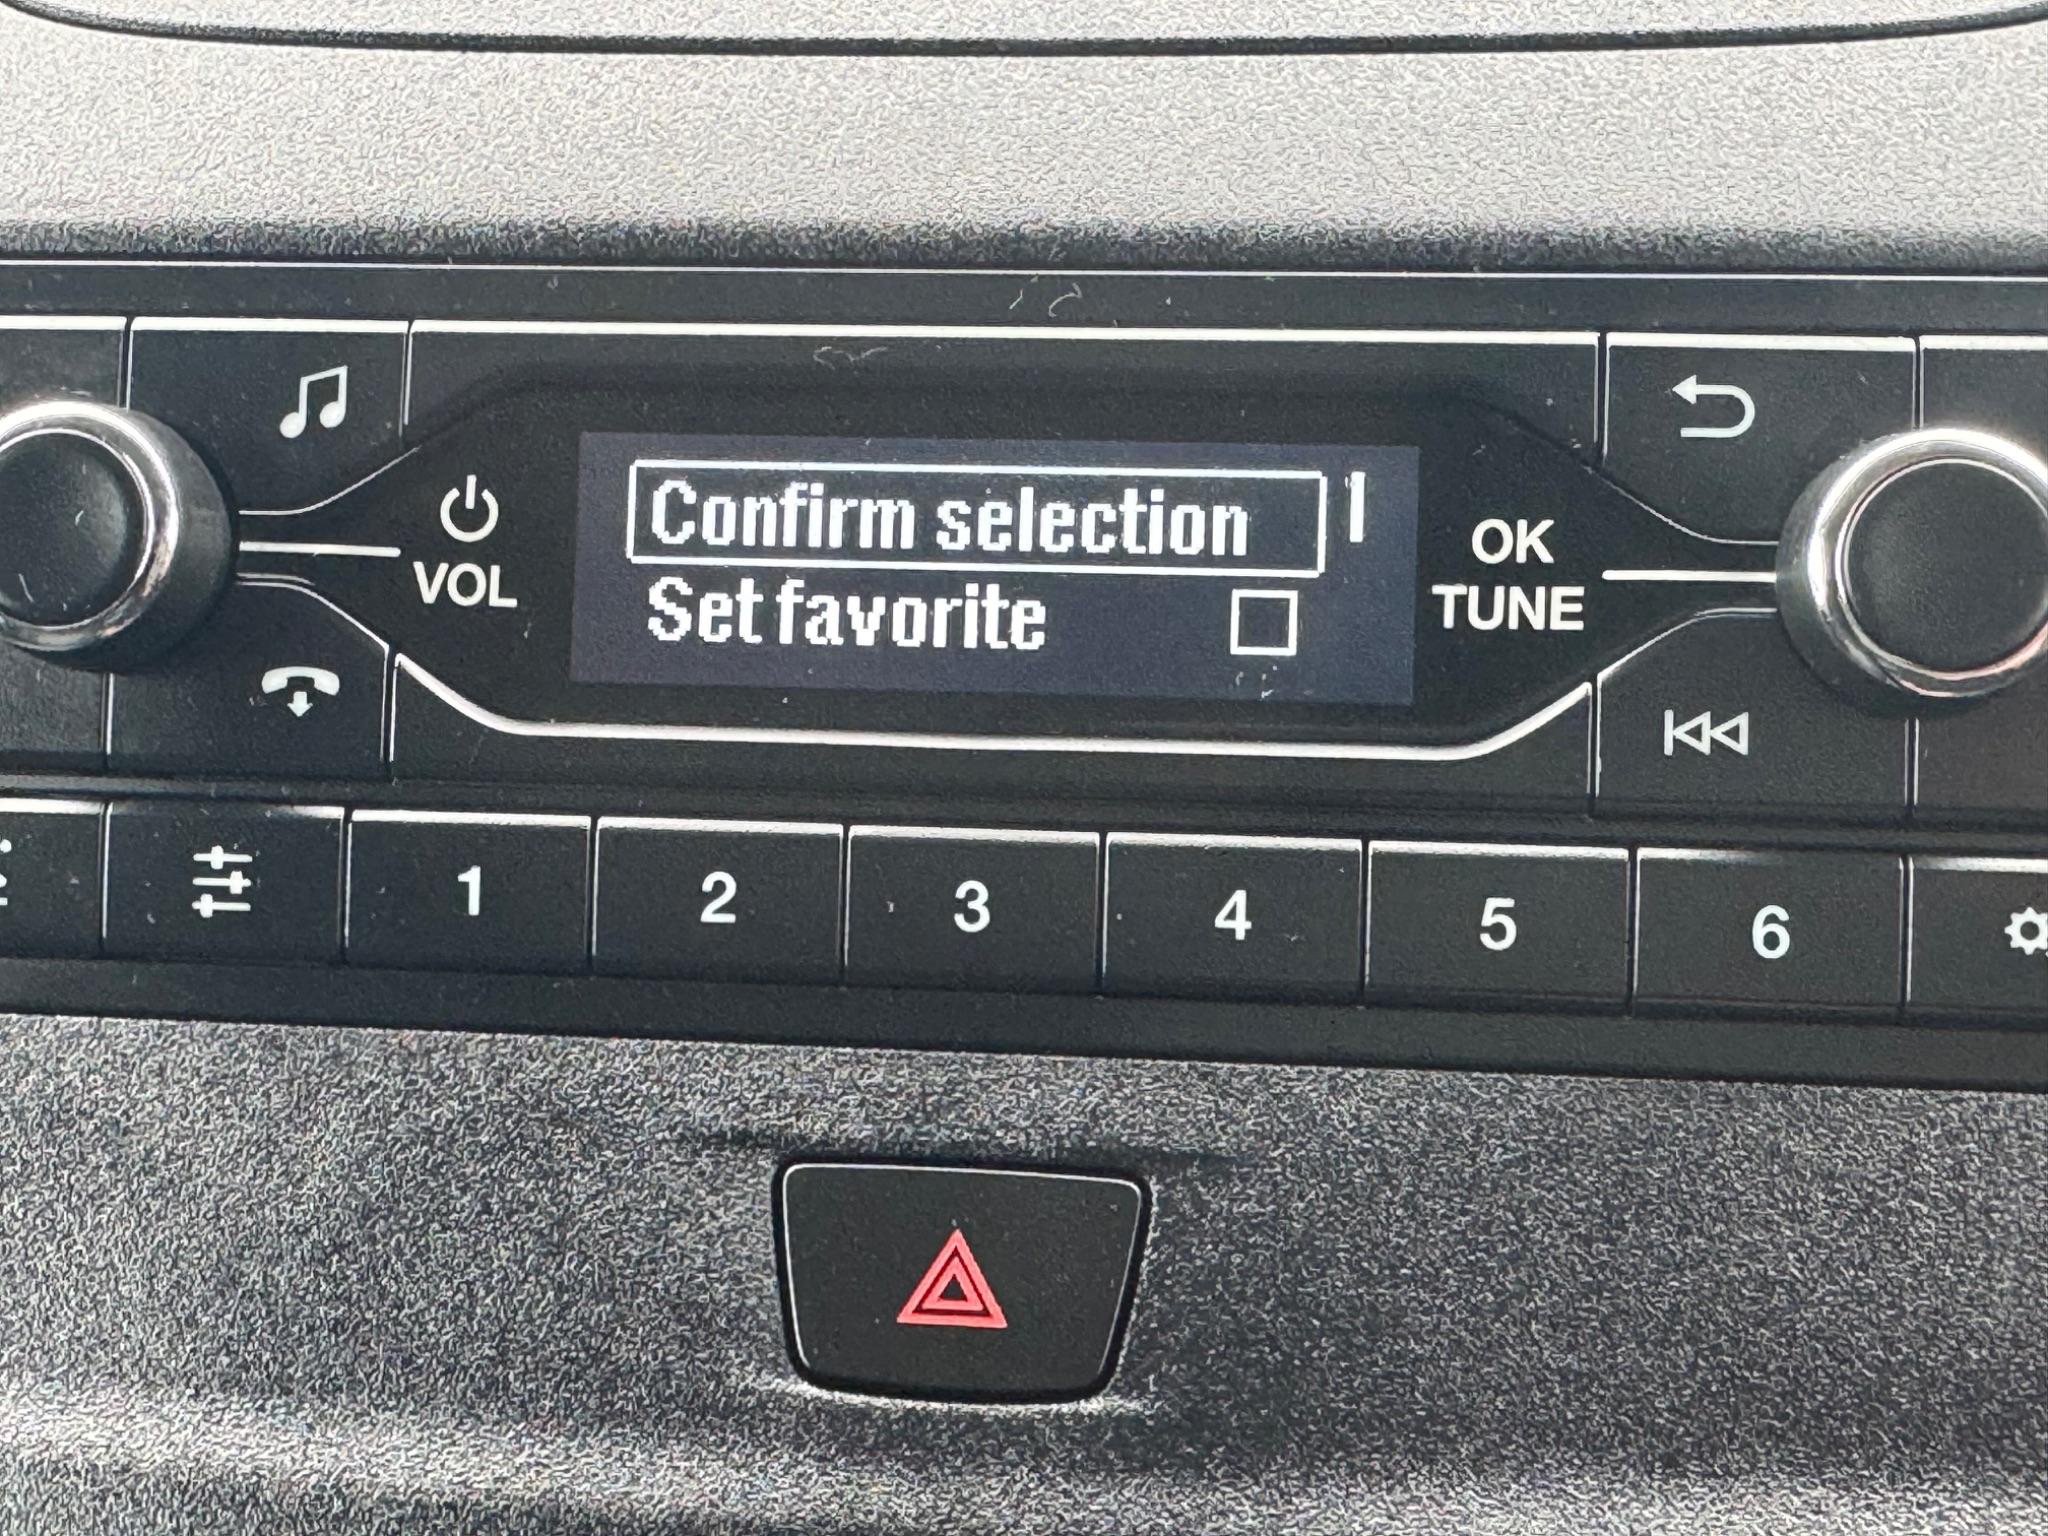 Confirm selection
Set favorite
VOL
OK
TUNE
1 2 3 4 5 6